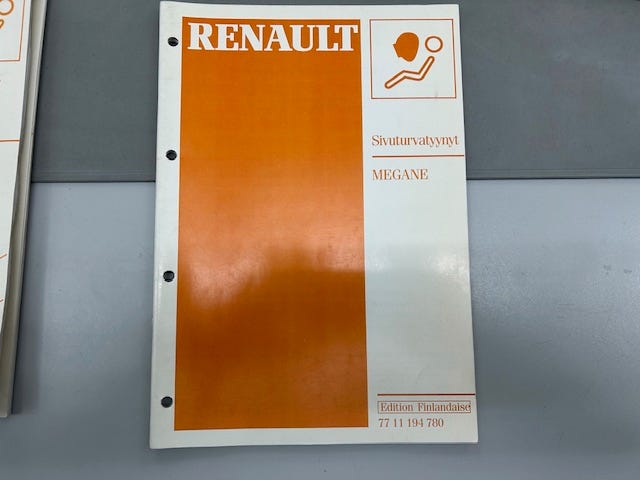 RENAULT
Sivuturvatyynyt
MEGANE
Edition Finlandaise
77 11 194 780